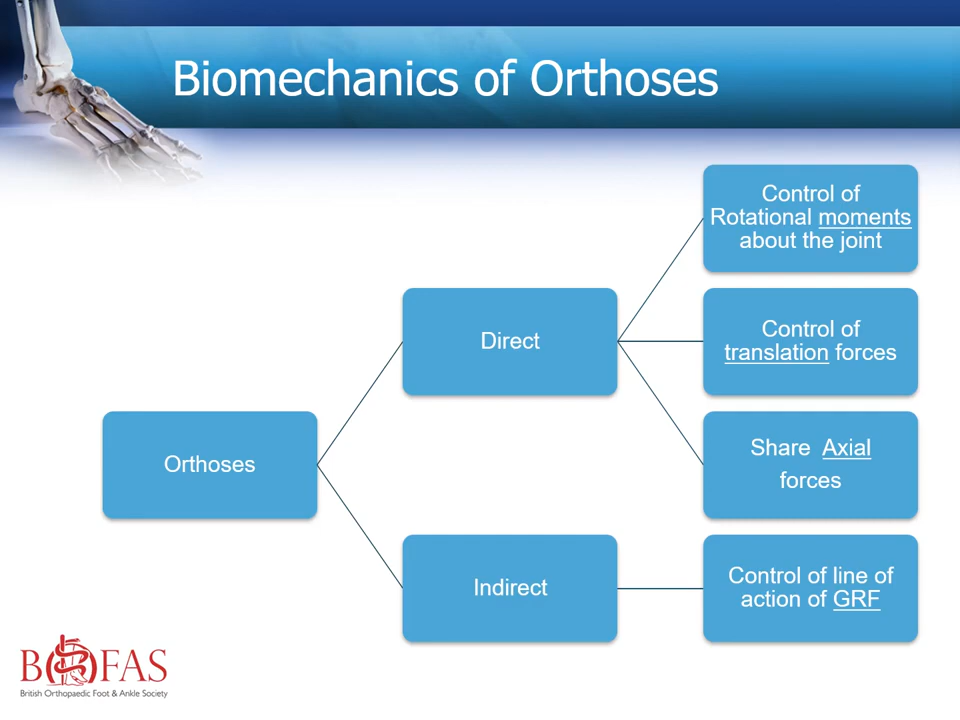 Biomechanics of Orthoses
Control of
Rotational moments
about the joint
Direct
Control of
translation forces
Orthoses
Share Axial
forces
Indirect
Control of line of
action of GRF
BOFAS
British Orthopaedic Foot & Ankle Society